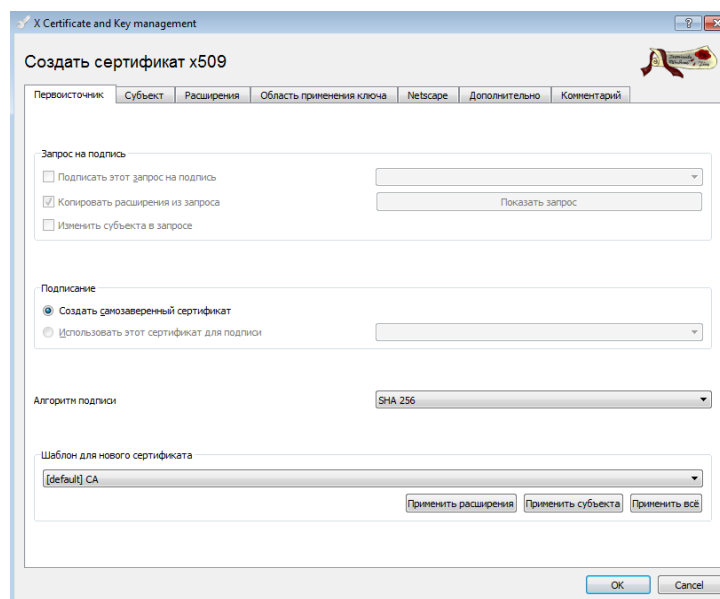 X Certificate and Key management
Создать сертификат x509
Первоисточник Субъект Расширения Область применения ключа Netscape Дополнительно Комментарий
Запрос на подпись
Подписать этот запрос на подпись
Копировать расширения из запроса Показать запрос
Изменить субъекта в запросе
Подписание
Создать самозаверенный сертификат
Использовать этот сертификат для подписи
Алгоритм подписи SHA 256
Шаблон для нового сертификата
[default] CA
Применить расширения Применить субъекта Применить всё
OK Cancel